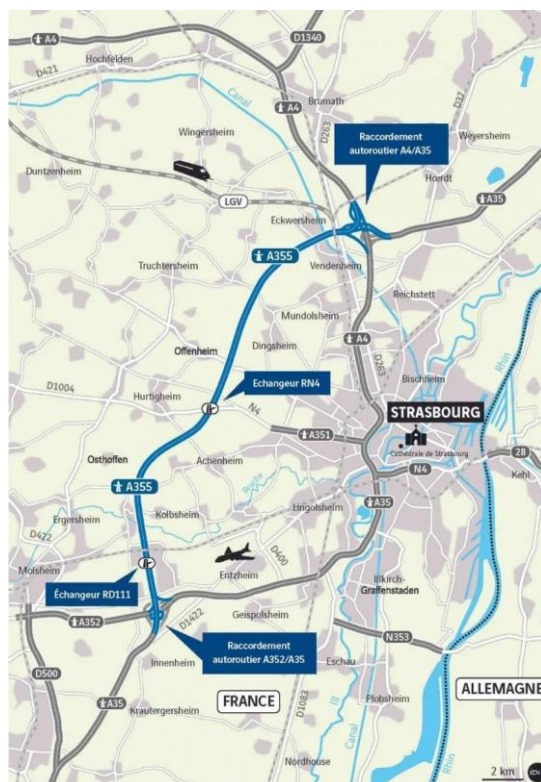 A4
D1340
Hochfelden
D421
A4
Canal
Brumath
D263
D37
Wingersheim
Raccordement
autoroutier A4/A35
Weyersheim
Duntzenheim
Hœrdt
LGV
A35
Eckwersheim
A355
Vendenheim
Truchtersheim
Reichstett
Mundolsheim
Rhin
Offenheim
Dingsheim
A4
D263
Echangeur RN4
Bischheim
D1004
Hurtigheim
N4
STRASBOURG
A351
Cathédrale de Strasbourg
28
Osthoffen
Achenheim
N4
Kehl
A355
Bruche
A35
Ergersheim
Kolbsheim
Lingolsheim
D422
D400
Molsheim
Entzheim
Illkirch-
Graffenstaden
Échangeur RD111
D1422
Geispolsheim
A352
Raccordement
autoroutier A352/A35
N353
Innenheim
Eschau
D500
FRANCE
ALLEMAGNE
A35
Plobsheim
Ill
Canal
D1083
Krautergersheim
Rhin
Nordhouse
2 km